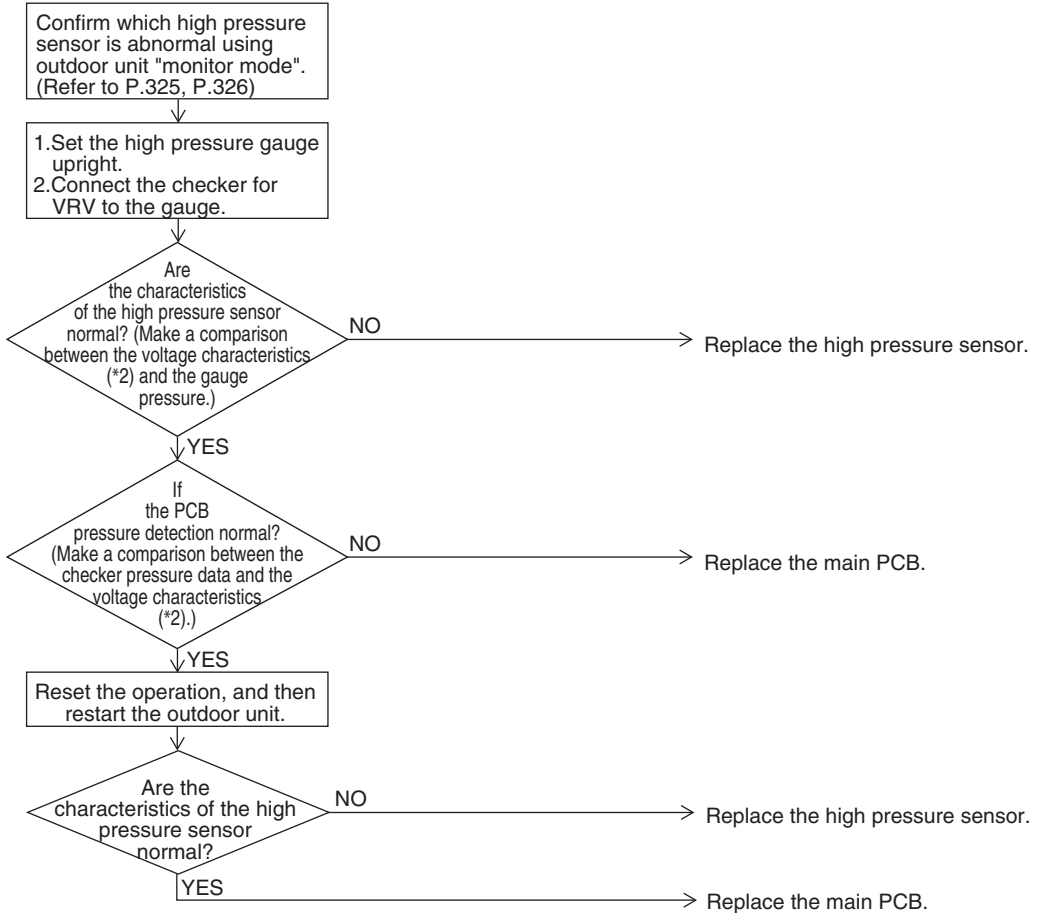 Confirm which high pressure
sensor is abnormal using
outdoor unit "monitor mode".
(Refer to P.325, P.326)
1.Set the high pressure gauge
upright.
2.Connect the checker for
VRV to the gauge.
Are
the characteristics
of the high pressure sensor
normal? (Make a comparison
between the voltage characteristics
(*2) and the gauge
pressure.)
NO
Replace the high pressure sensor.
YES
If
the PCB
pressure detection normal?
(Make a comparison between the
checker pressure data and the
voltage characteristics
(*2).)
NO
Replace the main PCB.
YES
Reset the operation, and then
restart the outdoor unit.
Are the
characteristics of the high
pressure sensor
normal?
NO
Replace the high pressure sensor.
YES
Replace the main PCB.